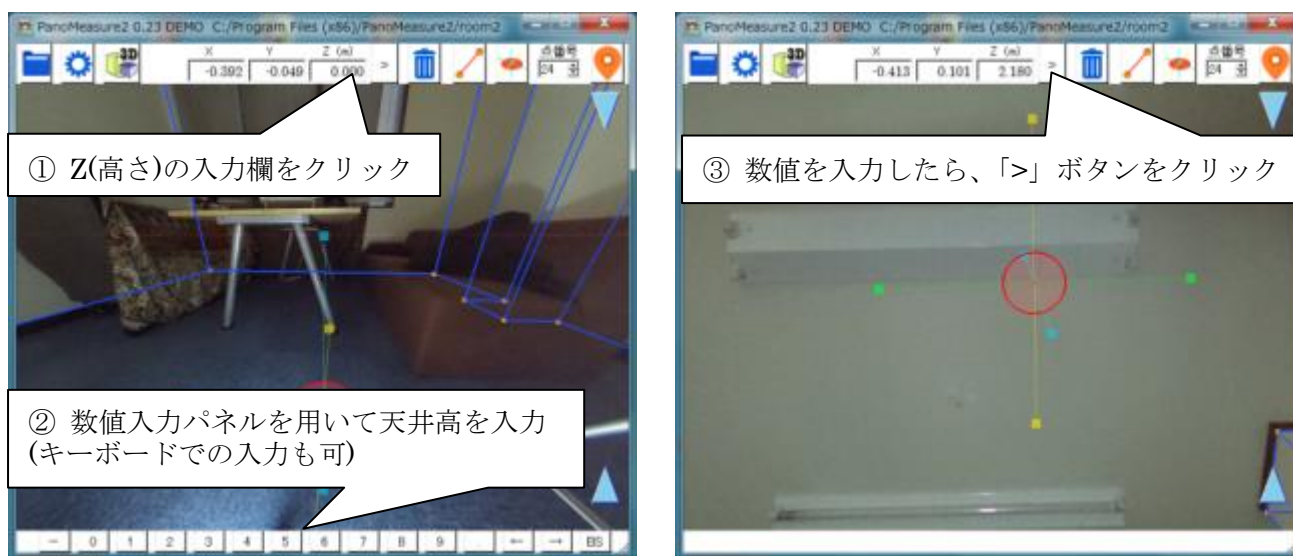 PanoMeasure2 0.23 DEMO C:/Program Files (x86)/PanoMeasure2/room2
3D
X Y Z (m)
-0.392 -0.049 0.000 >
点番号
24
① Z(高さ)の入力欄をクリック
② 数値入力パネルを用いて天井高を入力
(キーボードでの入力も可)
- 0 1 2 3 4 5 6 7 8 9 . ← → BS
PanoMeasure2 0.23 DEMO C:/Program Files (x86)/PanoMeasure2/room2
3D
X Y Z (m)
-0.413 0.101 2.180 >
点番号
24
③ 数値を入力したら、「>」ボタンをクリック